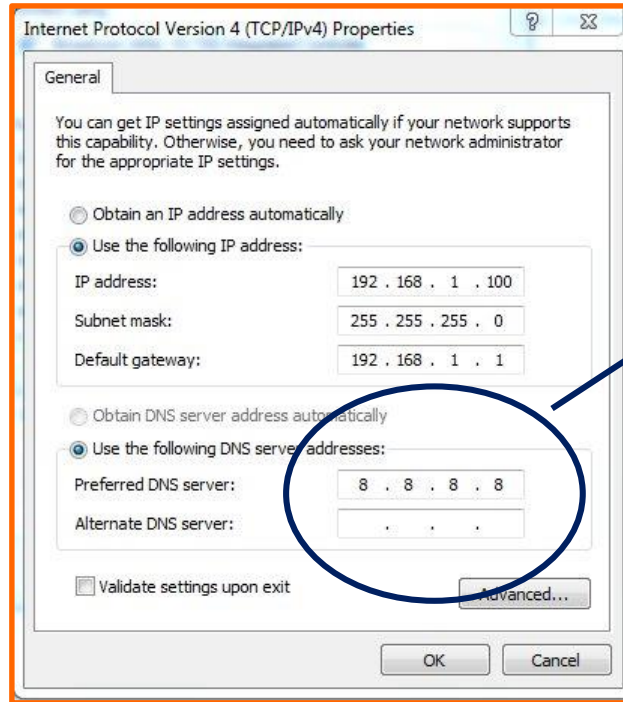 Internet Protocol Version 4 (TCP/IPv4) Properties
General
You can get IP settings assigned automatically if your network supports
this capability. Otherwise, you need to ask your network administrator
for the appropriate IP settings.
Obtain an IP address automatically
Use the following IP address:
IP address: 192 . 168 . 1 . 100
Subnet mask: 255 . 255 . 255 . 0
Default gateway: 192 . 168 . 1 . 1
Obtain DNS server address automatically
Use the following DNS server addresses:
Preferred DNS server: 8 . 8 . 8 . 8
Alternate DNS server: . . .
Validate settings upon exit
Advanced...
OK Cancel